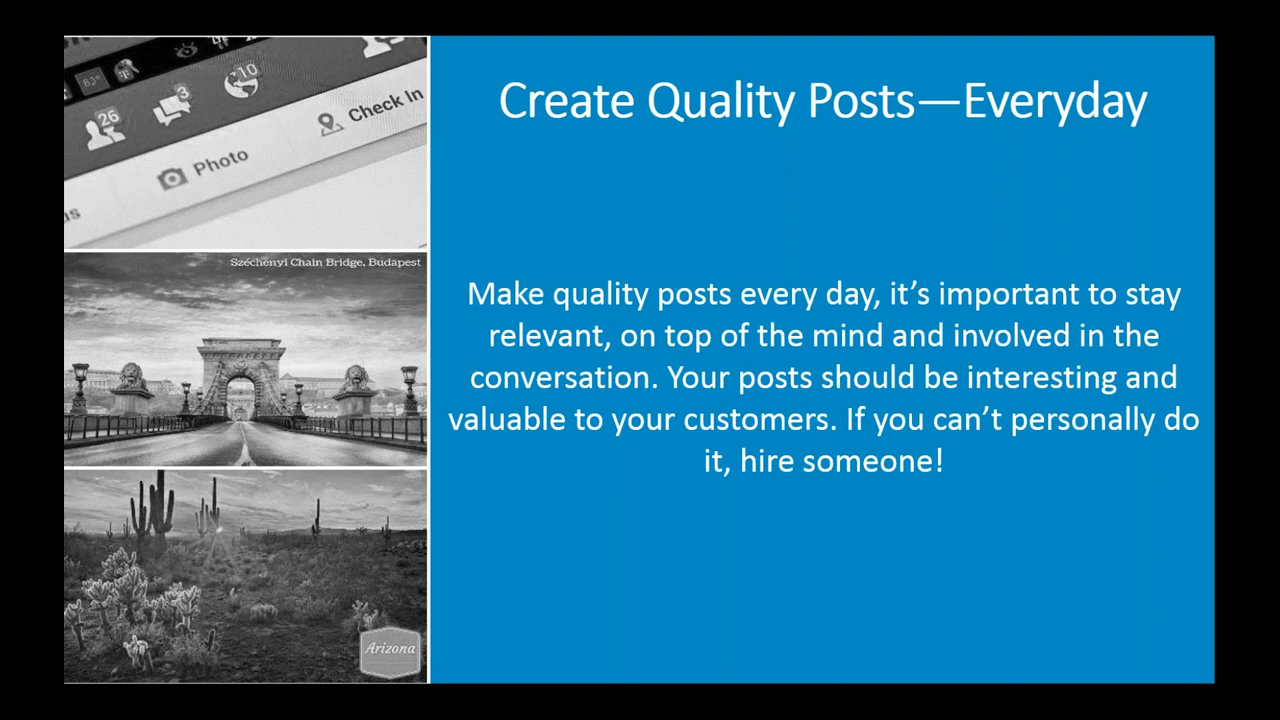 Create Quality Posts—Everyday
Make quality posts every day, it's important to stay
relevant, on top of the mind and involved in the
conversation. Your posts should be interesting and
valuable to your customers. If you can't personally do
it, hire someone!
83°
26
3
10
Check In
Photo
Széchenyi Chain Bridge, Budapest
Arizona